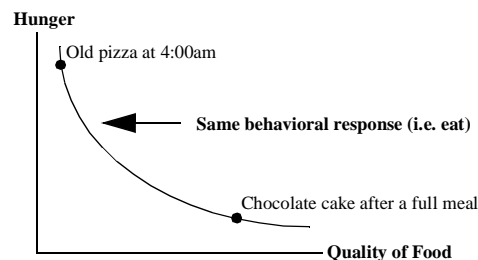 Hunger
Old pizza at 4:00am
Same behavioral response (i.e. eat)
Chocolate cake after a full meal
Quality of Food